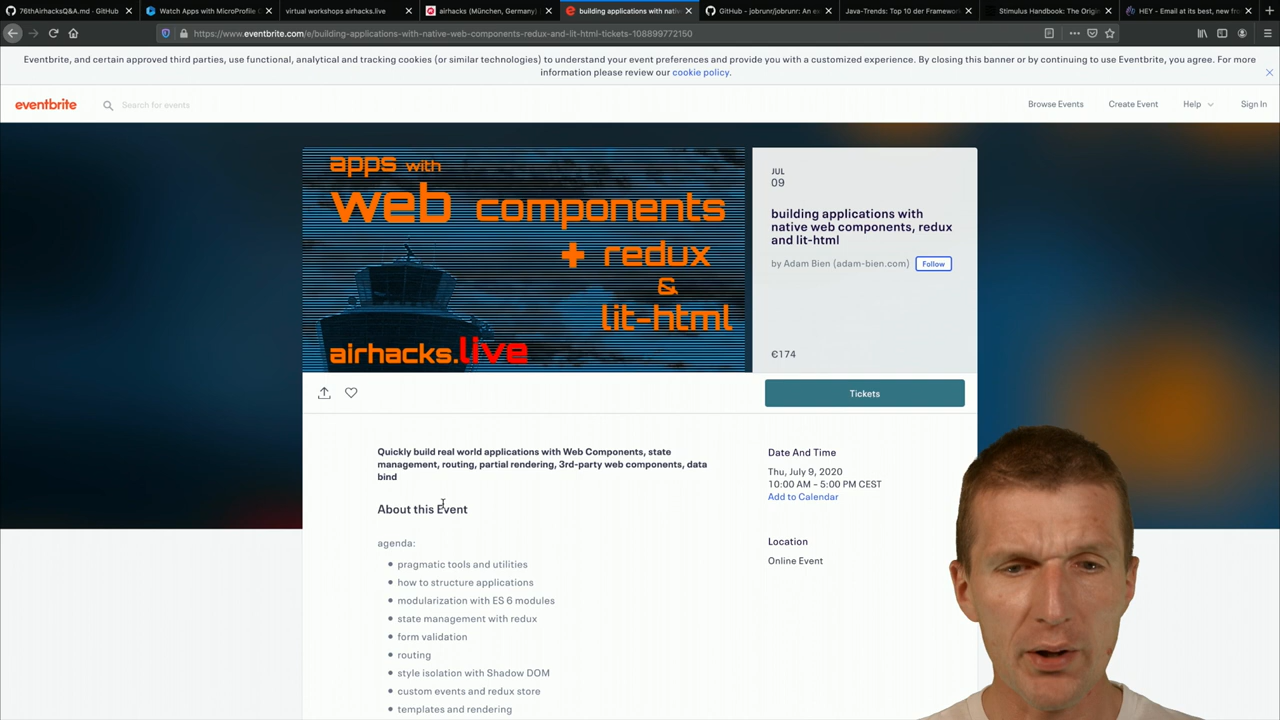 76thAirhacksQ&A.md · GitHub
Watch Apps with MicroProfile C
virtual workshops airhacks.live
airhacks (München, Germany) |
building applications with nati
GitHub - jobrunr/jobrunr: An ex
Java-Trends: Top 10 der Framework
Stimulus Handbook: The Origin
HEY - Email at its best, new fro
https://www.eventbrite.com/e/building-applications-with-native-web-components-redux-and-lit-html-tickets-108899772150
Eventbrite, and certain approved third parties, use functional, analytical and tracking cookies (or similar technologies) to understand your event preferences and provide you with a customized experience. By closing this banner or by continuing to use Eventbrite, you agree. For more
information please review our cookie policy.
eventbrite
Search for events
Browse Events
Create Event
Help
Sign In
apps with
web components
+ redux
&
lit-html
airhacks.live
JUL
09
building applications with
native web components, redux
and lit-html
by Adam Bien (adam-bien.com)
Follow
€174
Tickets
Quickly build real world applications with Web Components, state
management, routing, partial rendering, 3rd-party web components, data
bind
About this Event
agenda:
pragmatic tools and utilities
how to structure applications
modularization with ES 6 modules
state management with redux
form validation
routing
style isolation with Shadow DOM
custom events and redux store
templates and rendering
Date And Time
Thu, July 9, 2020
10:00 AM – 5:00 PM CEST
Add to Calendar
Location
Online Event